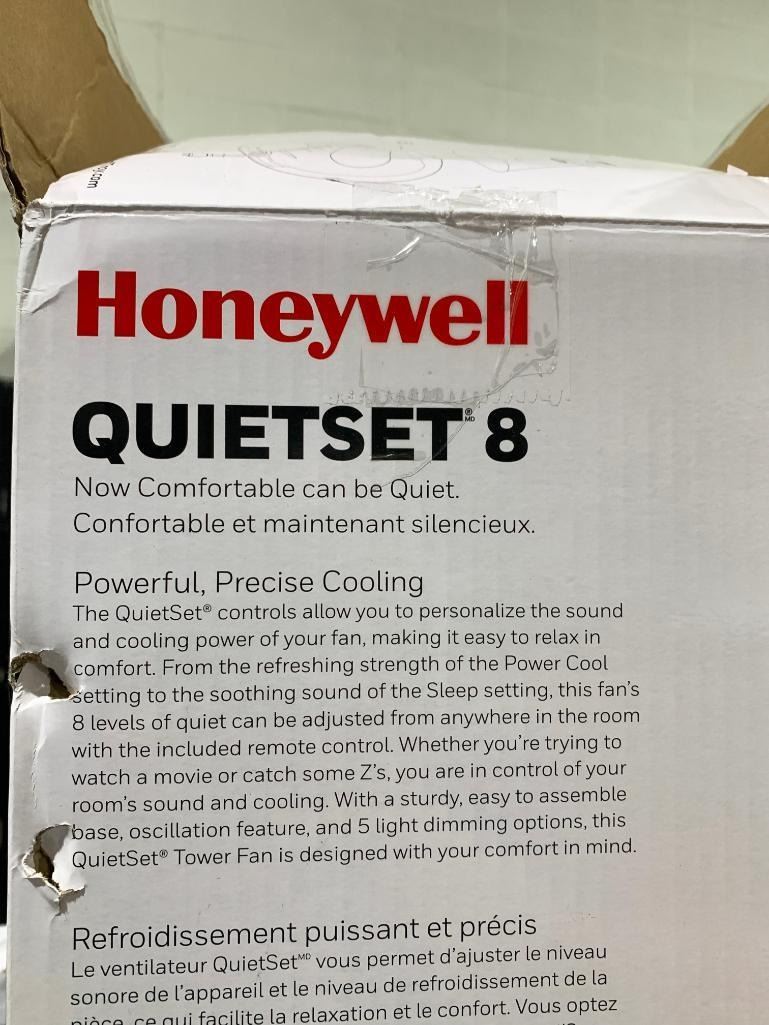 Honeywell
QUIETSET®MD 8
Now Comfortable can be Quiet.
Confortable et maintenant silencieux.
Powerful, Precise Cooling
The QuietSet® controls allow you to personalize the sound
and cooling power of your fan, making it easy to relax in
comfort. From the refreshing strength of the Power Cool
setting to the soothing sound of the Sleep setting, this fan's
8 levels of quiet can be adjusted from anywhere in the room
with the included remote control. Whether you're trying to
watch a movie or catch some Z's, you are in control of your
room's sound and cooling. With a sturdy, easy to assemble
base, oscillation feature, and 5 light dimming options, this
QuietSet® Tower Fan is designed with your comfort in mind.
Refroidissement puissant et précis
Le ventilateur QuietSetMD vous permet d'ajuster le niveau
sonore de l'appareil et le niveau de refroidissement de la
pièce, ce qui facilite la relaxation et le confort. Vous optez